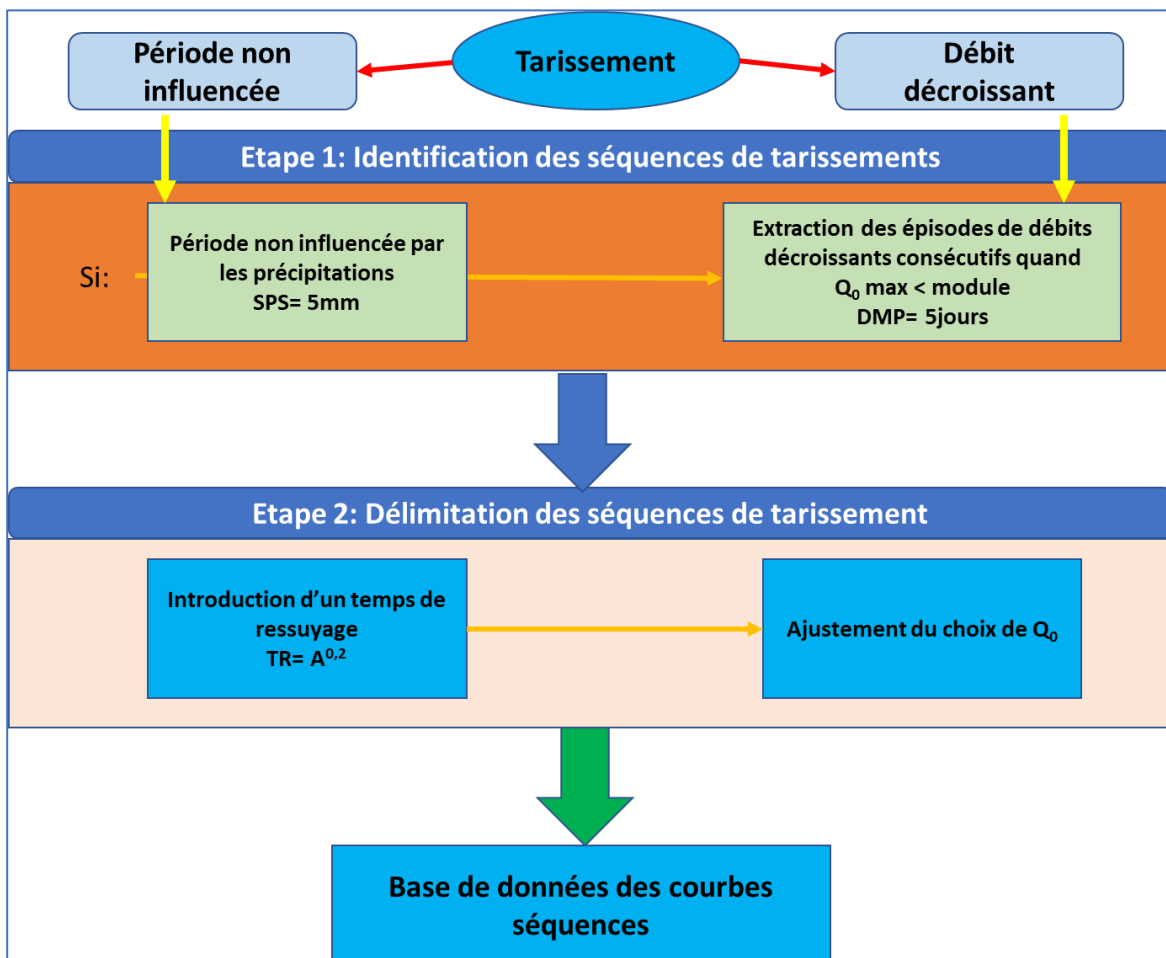 Période non
influencée
Tarissement
Débit
décroissant
Etape 1: Identification des séquences de tarissements
Si:
Période non influencée par
les précipitations
SPS= 5mm
Extraction des épisodes de débits
décroissants consécutifs quand
Q₀ max < module
DMP= 5jours
Etape 2: Délimitation des séquences de tarissement
Introduction d’un temps de
ressuyage
TR= A⁰,²
Ajustement du choix de Q₀
Base de données des courbes
séquences